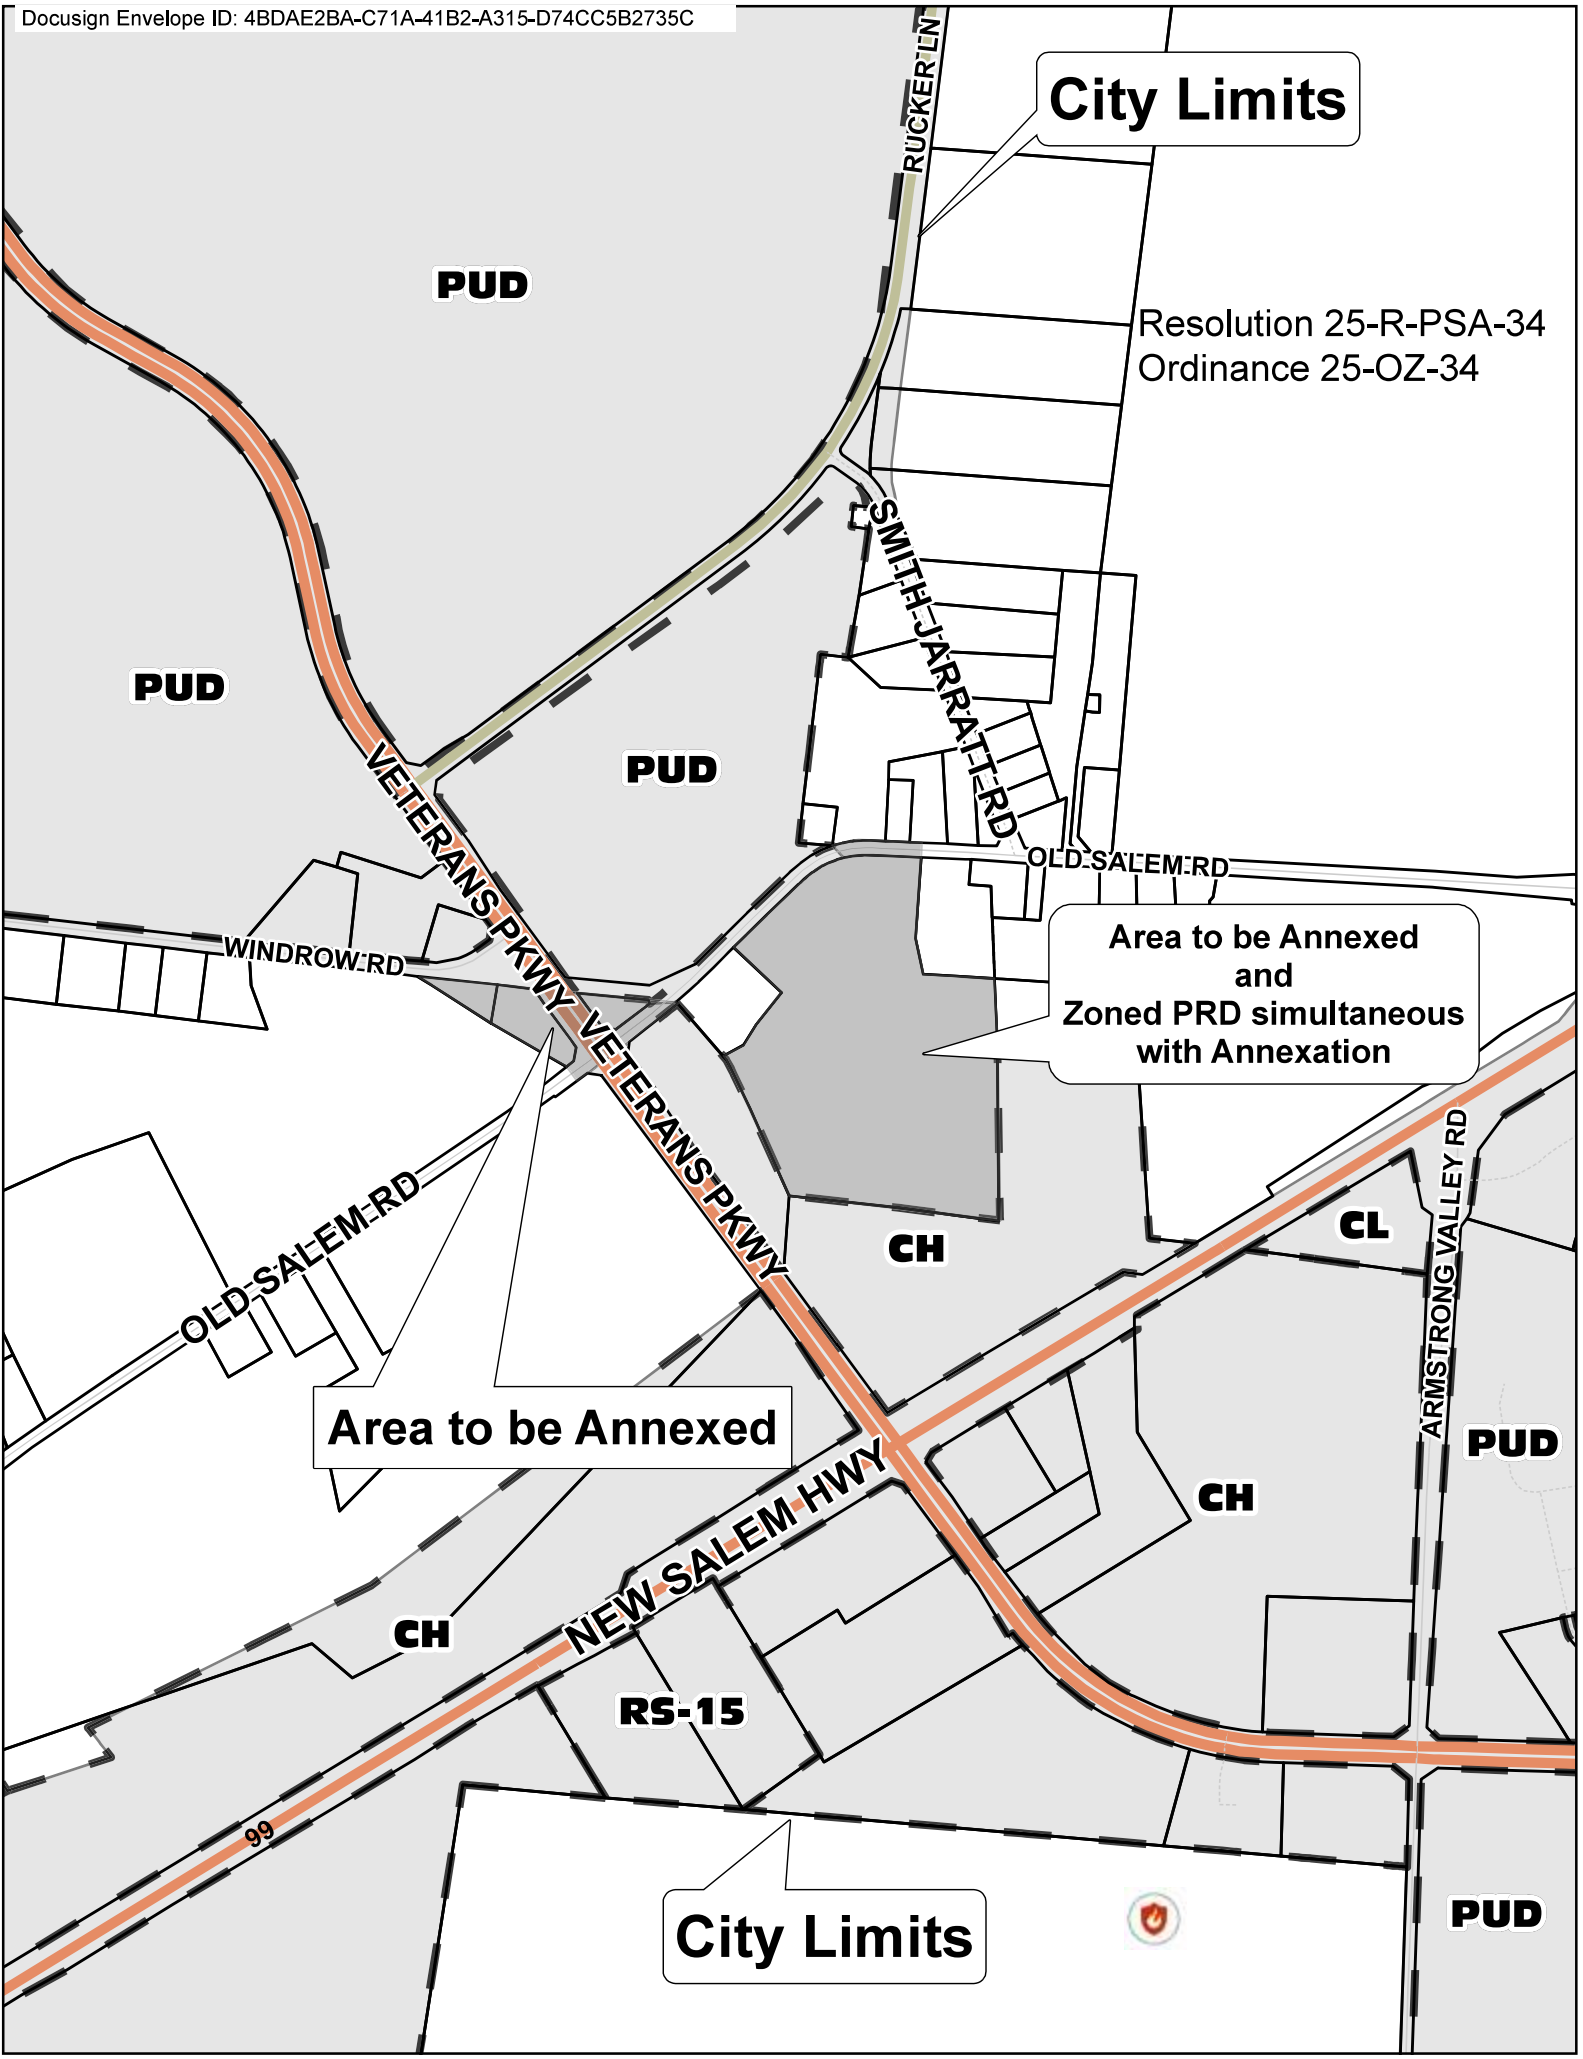 Docusign Envelope ID: 4BDAE2BA-C71A-41B2-A315-D74CC5B2735C
RUCKER LN
City Limits
PUD
Resolution 25-R-PSA-34
Ordinance 25-OZ-34
SMITH JARRATT RD
PUD
PUD
VETERANS PKWY
OLD SALEM RD
WINDROW RD
Area to be Annexed
and
Zoned PRD simultaneous
with Annexation
VETERANS PKWY
OLD SALEM RD
CH
CL
ARMSTRONG VALLEY RD
Area to be Annexed
PUD
NEW SALEM HWY
CH
CH
RS-15
99
City Limits
PUD